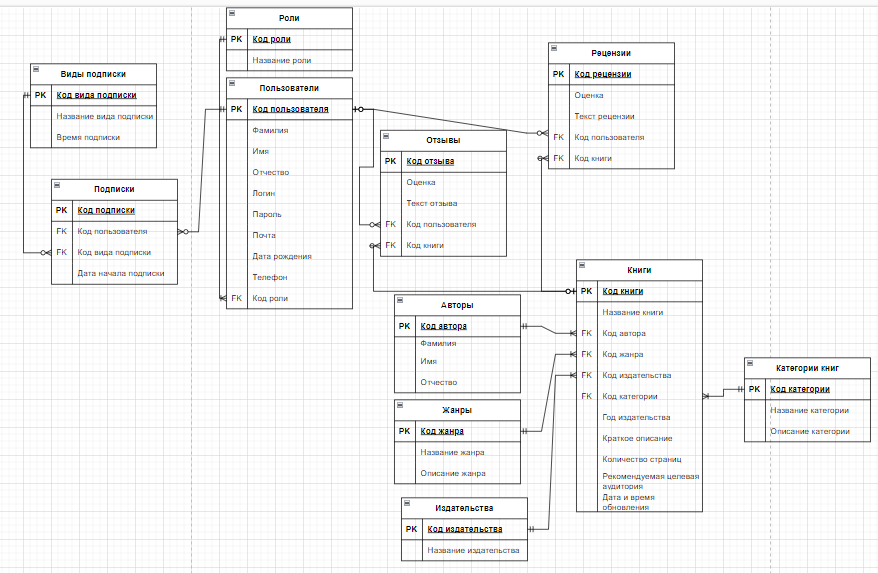 Роли
PK Код роли
Название роли
Виды подписки
PK Код вида подписки
Название вида подписки
Время подписки
Пользователи
PK Код пользователя
Фамилия
Имя
Отчество
Логин
Пароль
Почта
Дата рождения
Телефон
FK Код роли
Рецензии
PK Код рецензии
Оценка
Текст рецензии
FK Код пользователя
FK Код книги
Отзывы
PK Код отзыва
Оценка
Текст отзыва
FK Код пользователя
FK Код книги
Подписки
PK Код подписки
FK Код пользователя
FK Код вида подписки
Дата начала подписки
Книги
PK Код книги
Название книги
FK Код автора
FK Код жанра
FK Код издательства
FK Код категории
Год издательства
Краткое описание
Количество страниц
Рекомендуемая целевая
аудитория
Дата и время
обновления
Авторы
PK Код автора
Фамилия
Имя
Отчество
Категории книг
PK Код категории
Название категории
Описание категории
Жанры
PK Код жанра
Название жанра
Описание жанра
Издательства
PK Код издательства
Название издательства